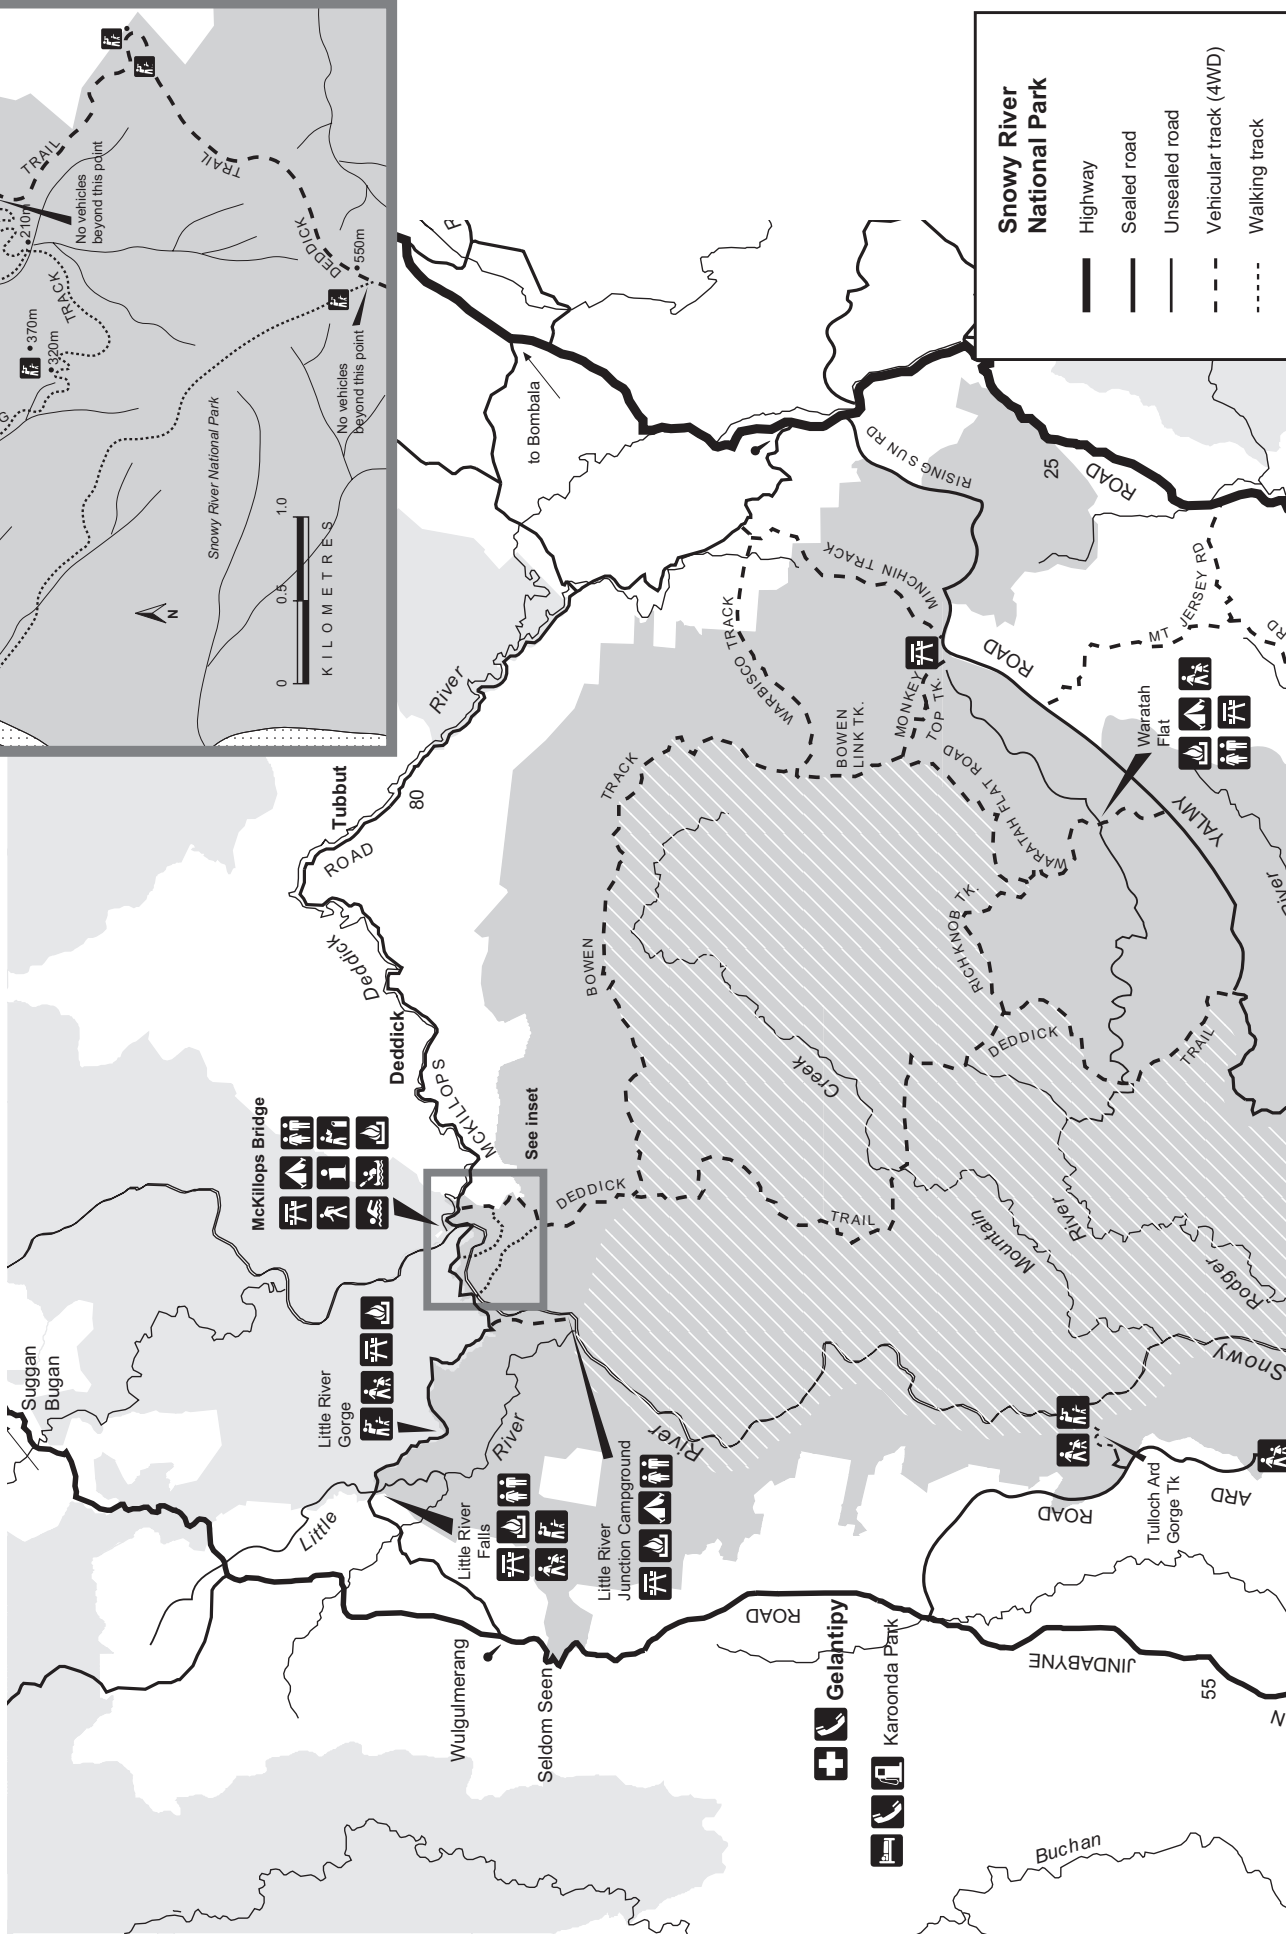 Snowy River
National Park
Highway
Sealed road
Unsealed road
Vehicular track (4WD)
Walking track
TRAIL
No vehicles
beyond this point
210m
TRAIL
DEDDICK
550m
TRACK
370m
320m
G
No vehicles
beyond this point
Snowy River National Park
N
0
0.5
1.0
KILOMETRES
R
to Bombala
RISING SUN RD
25
ROAD
MT JERSEY RD
RD
MINCHIN TRACK
WARBISCO TRACK
ROAD
MONKEY
TOP TK.
BOWEN
LINK TK.
WARATAH FLAT ROAD
Waratah
Flat
YALMY
River
RICH KNOB TK.
TRACK
BOWEN
River
80
Tubbut
ROAD
Deddick
Deddick
MCKILLOPS
McKillops Bridge
See inset
DEDDICK
TRAIL
DEDDICK
TRAIL
Creek
Mountain
River
Rodger
Snowy
Suggan
Bugan
Little River
Gorge
River
River
Little
Little River
Falls
Little River
Junction Campground
Tulloch Ard
Gorge Tk
ROAD
ARD
Wulgulmerang
Seldom Seen
ROAD
Gelantipy
Karoonda Park
JINDABYNE
55
N
Buchan